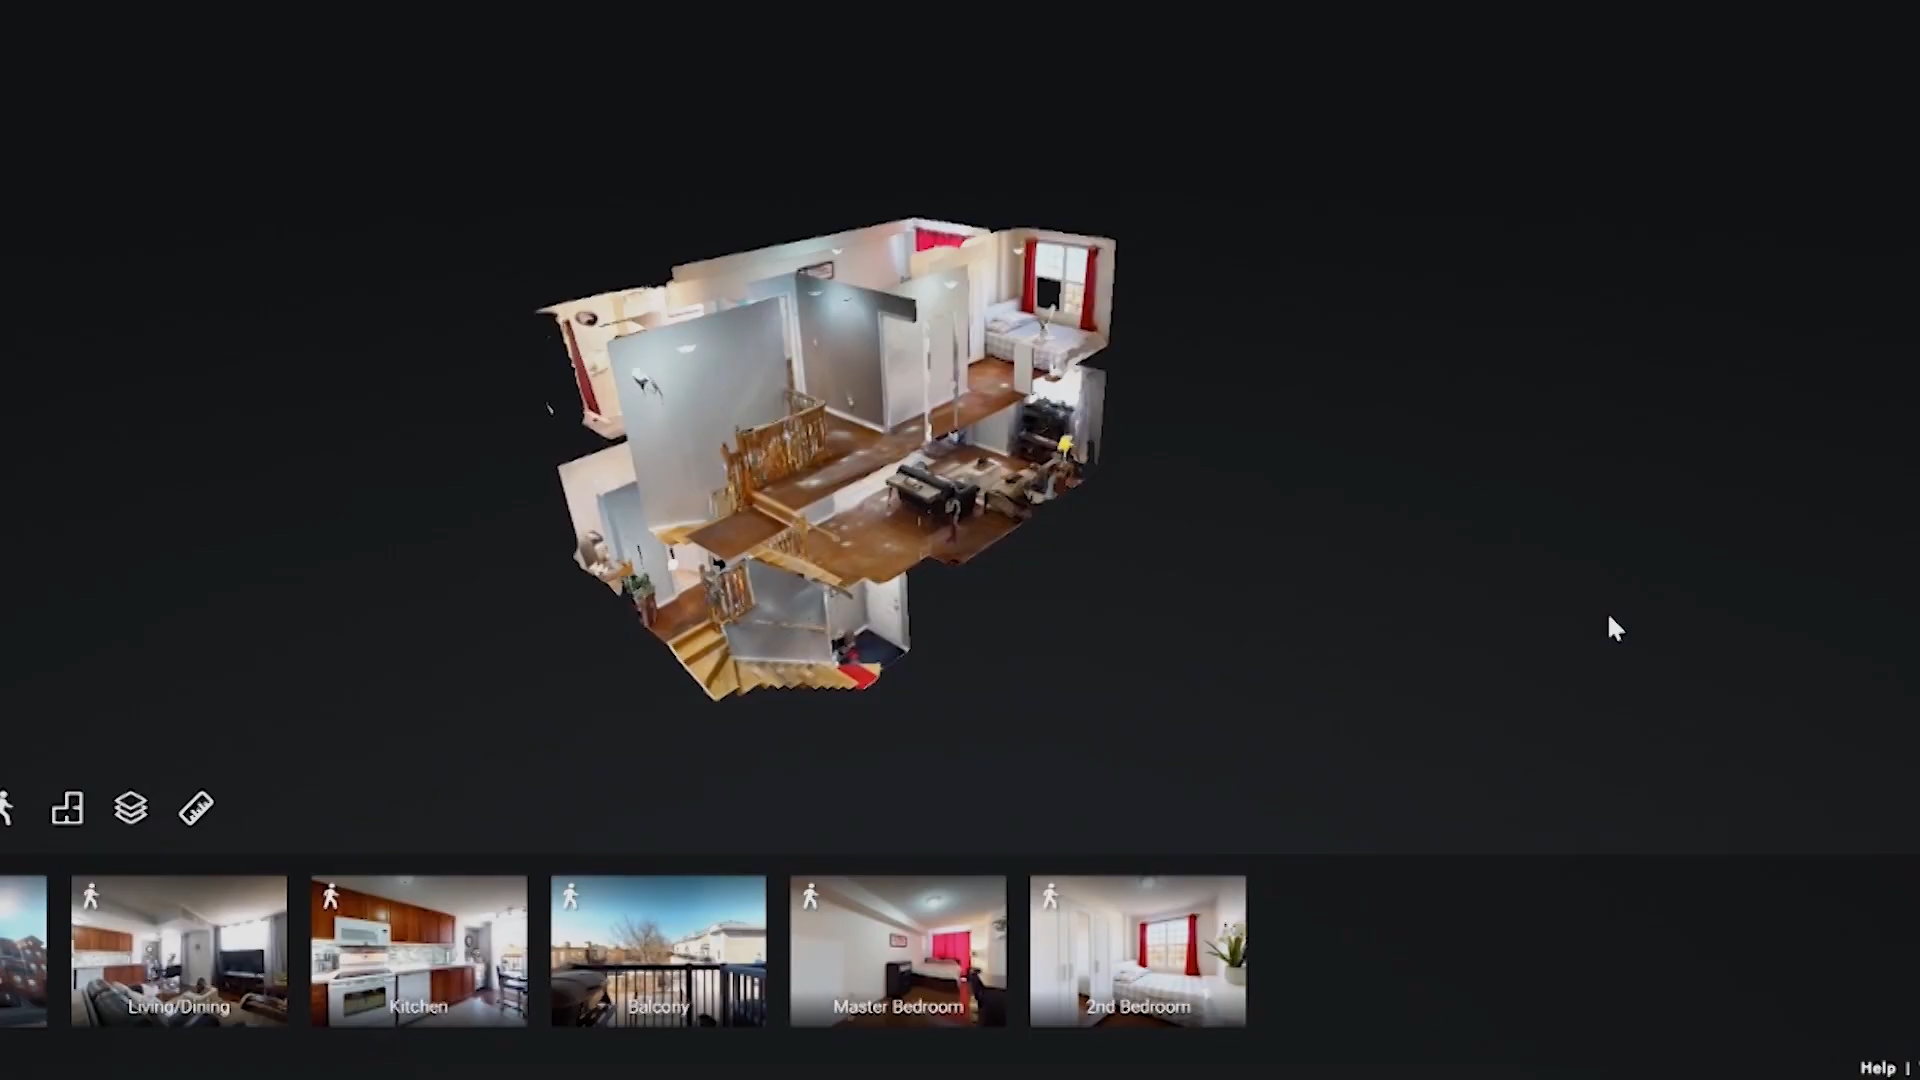 Living/Dining
Kitchen
Balcony
Master Bedroom
2nd Bedroom
Help |